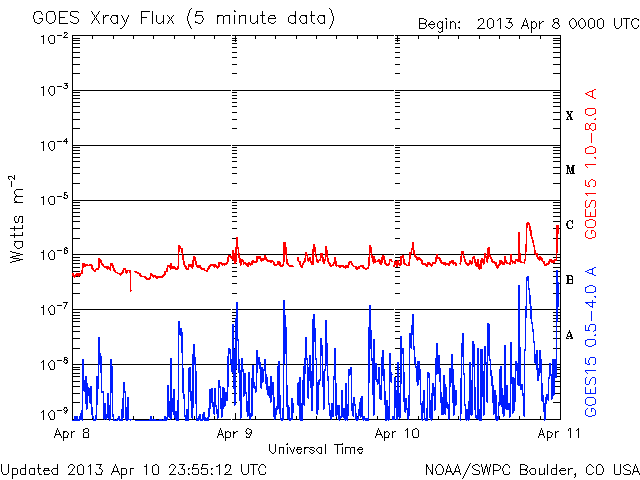 GOES Xray Flux (5 minute data)
Begin: 2013 Apr 8 0000 UTC
10⁻²
10⁻³
10⁻⁴
10⁻⁵
10⁻⁶
10⁻⁷
10⁻⁸
10⁻⁹
Watts m⁻²
X
M
C
B
A
GOES15 1.0-8.0 A
GOES15 0.5-4.0 A
Apr 8
Apr 9
Apr 10
Apr 11
Universal Time
Updated 2013 Apr 10 23:55:12 UTC
NOAA/SWPC Boulder, CO USA